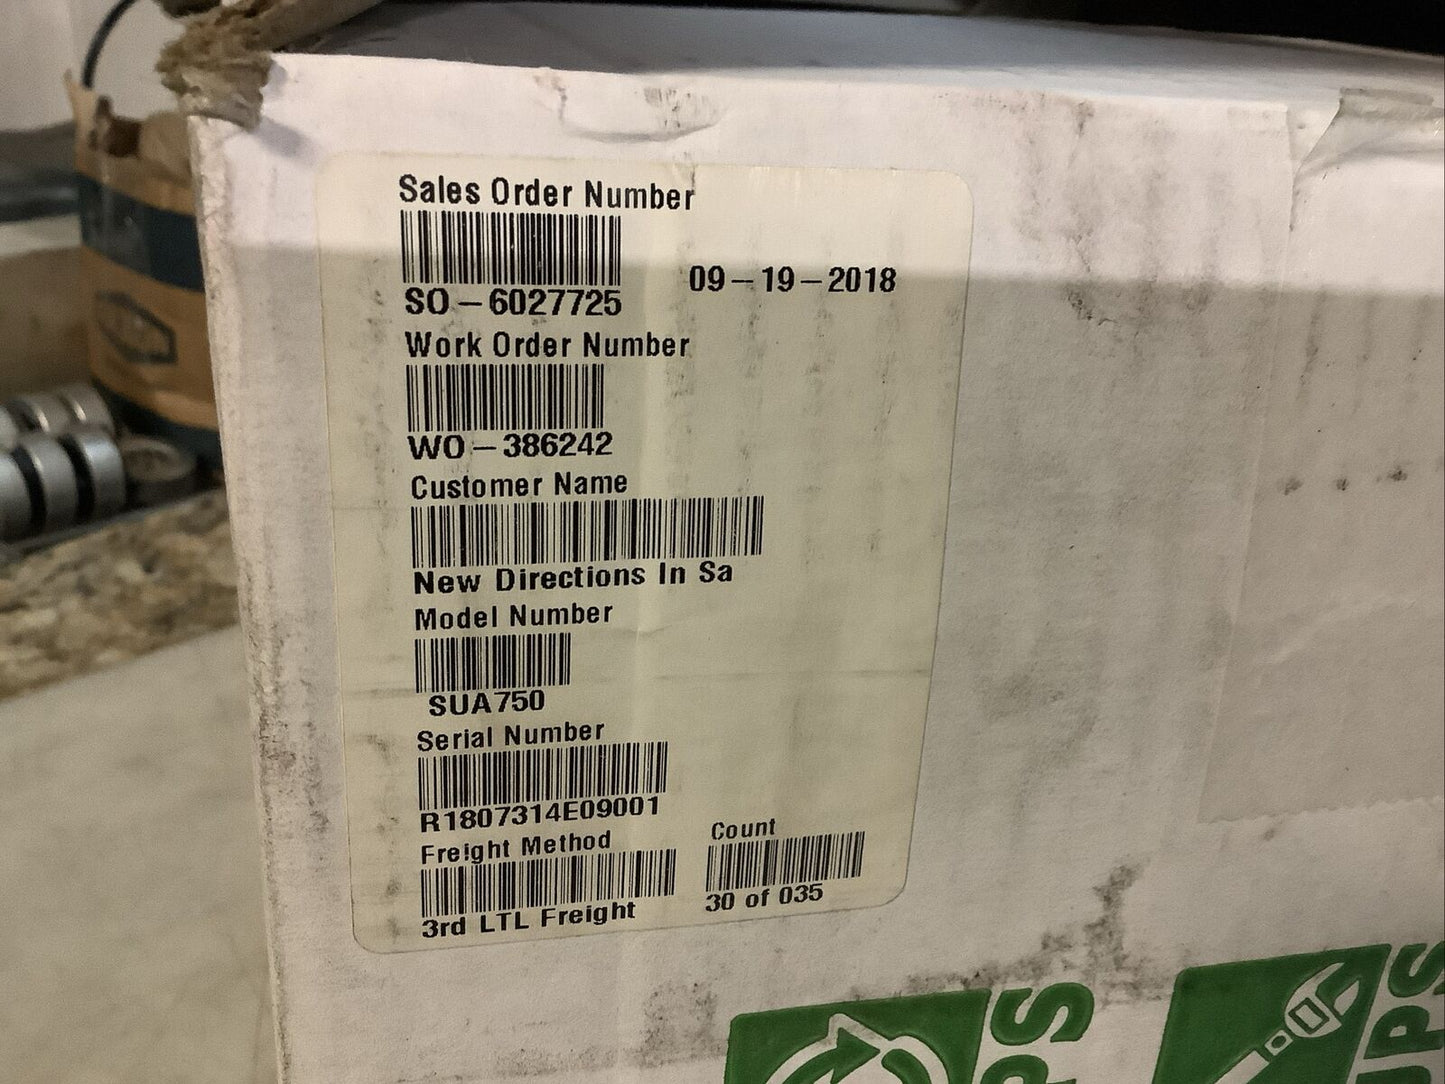 Sales Order Number
SO-6027725
09-19-2018
Work Order Number
WO-386242
Customer Name
New Directions In Sa
Model Number
SUA750
Serial Number
R1807314E09001
Freight Method
3rd LTL Freight
Count
30 of 035